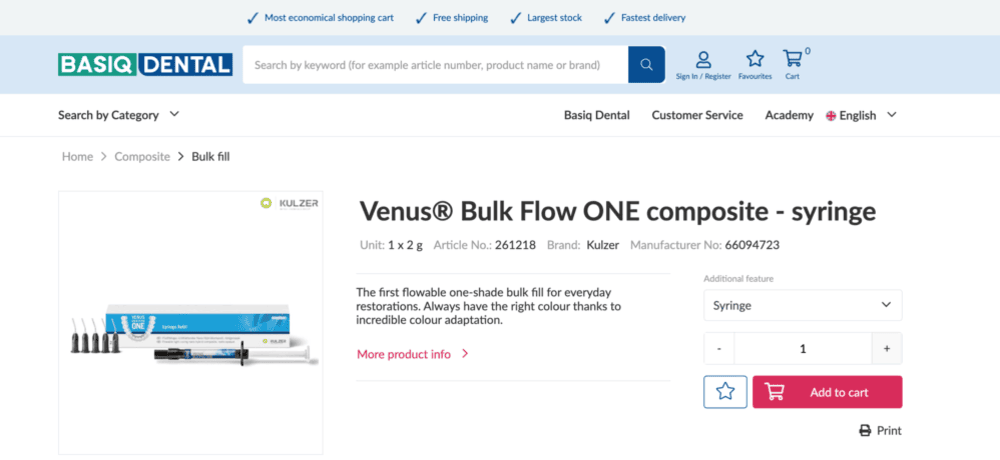 Most economical shopping cart
Free shipping
Largest stock
Fastest delivery
BASIQ DENTAL
Search by keyword (for example article number, product name or brand)
Sign In / Register
Favourites
0
Cart
Search by Category
Basiq Dental
Customer Service
Academy
English
Home
Composite
Bulk fill
KULZER
VENUS
ONE
Syringe Refill
KULZER
Venus® Bulk Flow ONE composite - syringe
Unit: 1 x 2 g Article No.: 261218 Brand: Kulzer Manufacturer No: 66094723
The first flowable one-shade bulk fill for everyday
restorations. Always have the right colour thanks to
incredible colour adaptation.
More product info
Additional feature
Syringe
- 1 +
Add to cart
Print